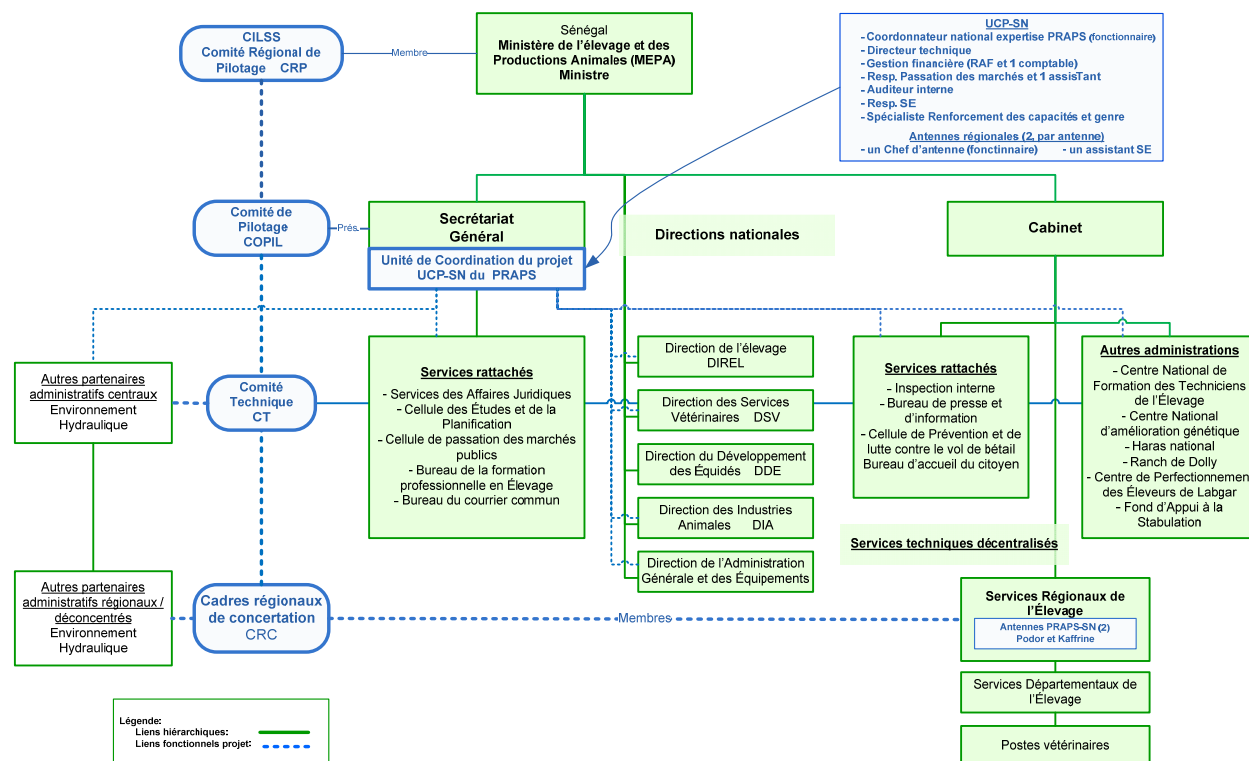 CILSS
Comité Régional de
Pilotage CRP
Membre
Sénégal
Ministère de l’élevage et des
Productions Animales (MEPA)
Ministre
UCP-SN
- Coordonnateur national expertise PRAPS (fonctionnaire)
- Directeur technique
- Gestion financière (RAF et 1 comptable)
- Resp. Passation des marchés et 1 assisTant
- Auditeur interne
- Resp. SE
- Spécialiste Renforcement des capacités et genre
Antennes régionales (2, par antenne)
- un Chef d’antenne (fonctinnaire) - un assistant SE
Comité de
Pilotage
COPIL
Prés
Secrétariat
Général
Unité de Coordination du projet
UCP-SN du PRAPS
Directions nationales
Cabinet
Autres partenaires
administratifs centraux
Environnement
Hydraulique
Comité
Technique
CT
Services rattachés
- Services des Affaires Juridiques
- Cellule des Études et de la
Planification
- Cellule de passation des marchés
publics
- Bureau de la formation
professionnelle en Élevage
- Bureau du courrier commun
Direction de l’élevage
DIREL
Direction des Services
Vétérinaires DSV
Direction du Développement
des Équidés DDE
Direction des Industries
Animales DIA
Direction de l’Administration
Générale et des Équipements
Services rattachés
- Inspection interne
- Bureau de presse et
d’information
- Cellule de Prévention et de
lutte contre le vol de bétail
Bureau d’accueil du citoyen
Autres administrations
- Centre National de
Formation des Techniciens
de l’Élevage
- Centre National
d’amélioration génétique
- Haras national
- Ranch de Dolly
- Centre de Perfectionnemen
des Éleveurs de Labgar
- Fond d’Appui à la
Stabulation
Services techniques décentralisés
Autres partenaires
administratifs régionaux /
déconcentrés
Environnement
Hydraulique
Cadres régionaux
de concertation
CRC
Membres
Services Régionaux de
l’Élevage
Antennes PRAPS-SN (2)
Podor et Kaffrine
Services Départementaux de
l’Élevage
Postes vétérinaires
Légende:
Liens hiérarchiques:
Liens fonctionnels projet: